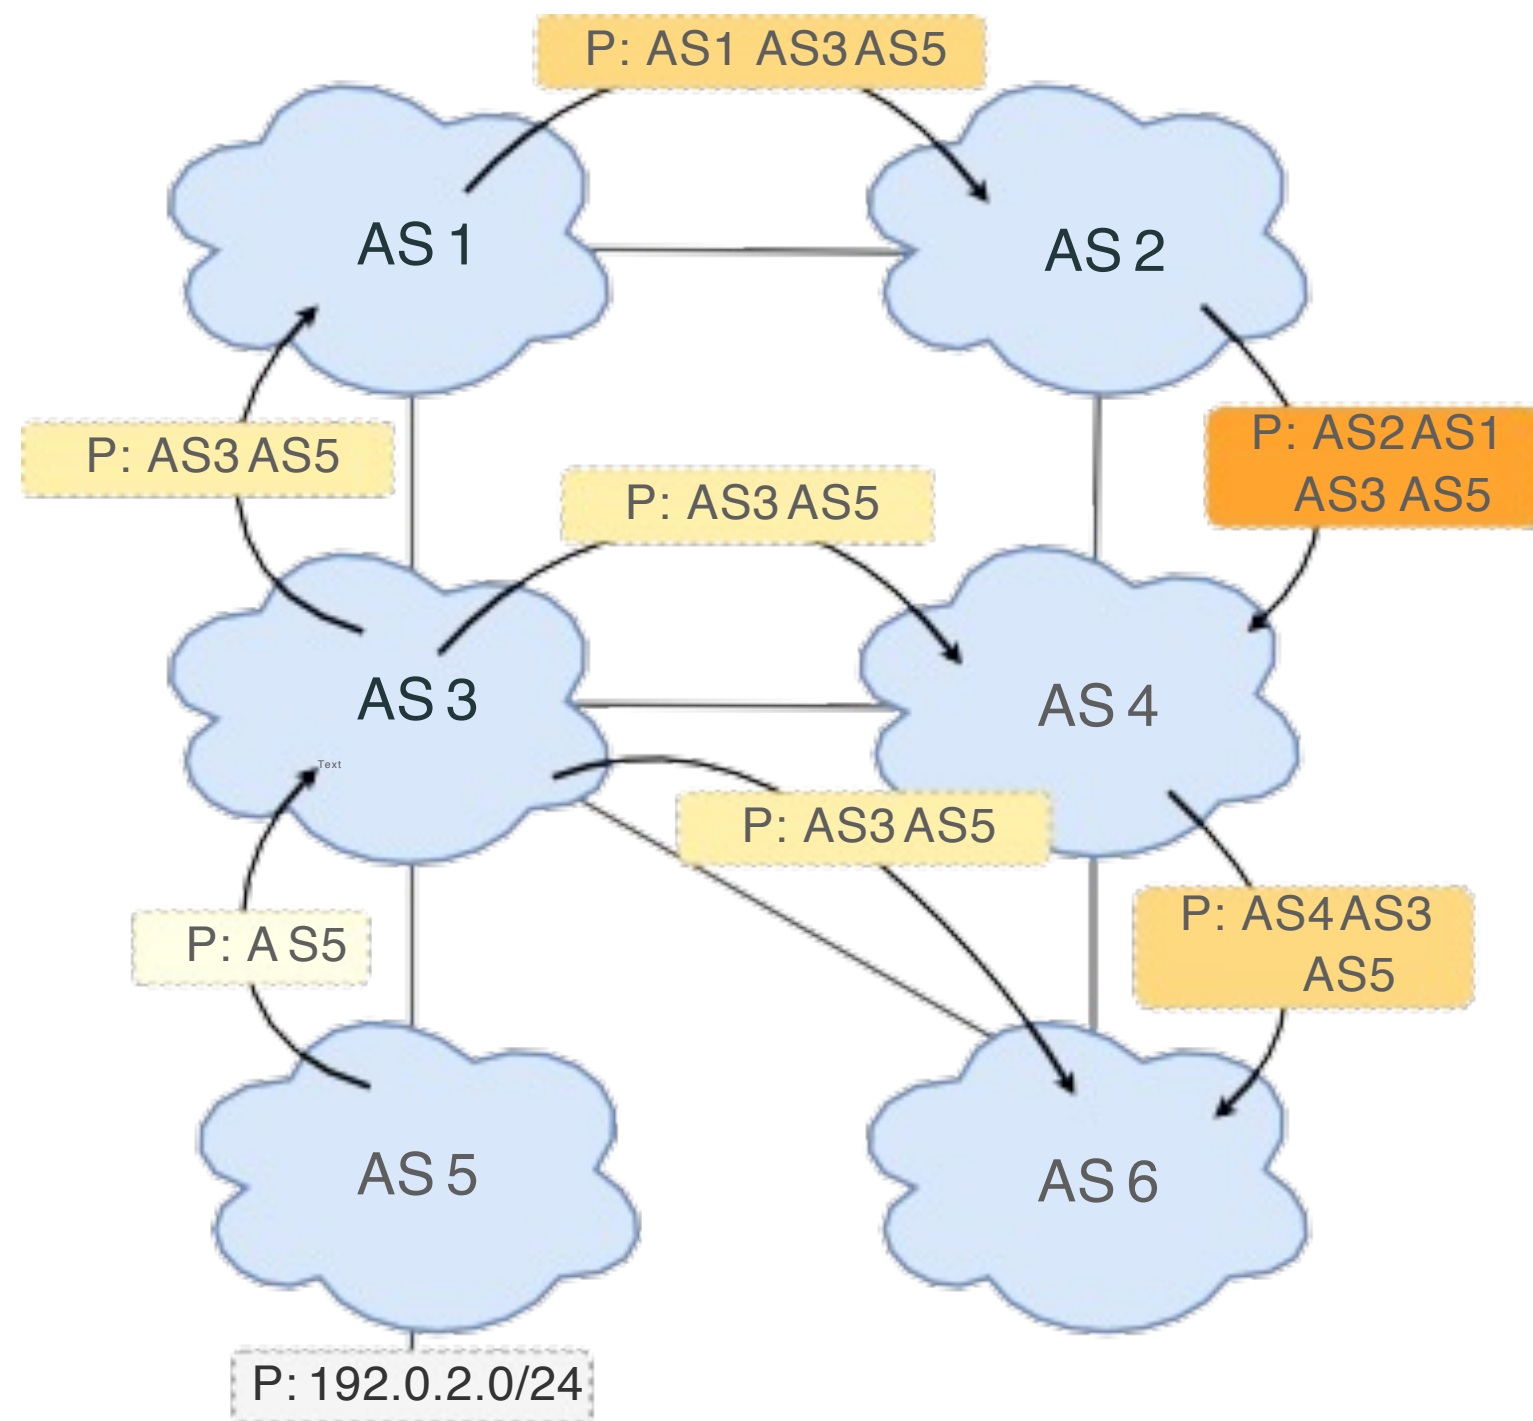 P: AS1 AS3 AS5
AS 1
AS 2
P: AS3 AS5
P: AS2 AS1
AS3 AS5
P: AS3 AS5
AS 3
AS 4
Text
P: AS3 AS5
P: A S5
P: AS4 AS3
AS5
AS 5
AS 6
P: 192.0.2.0/24